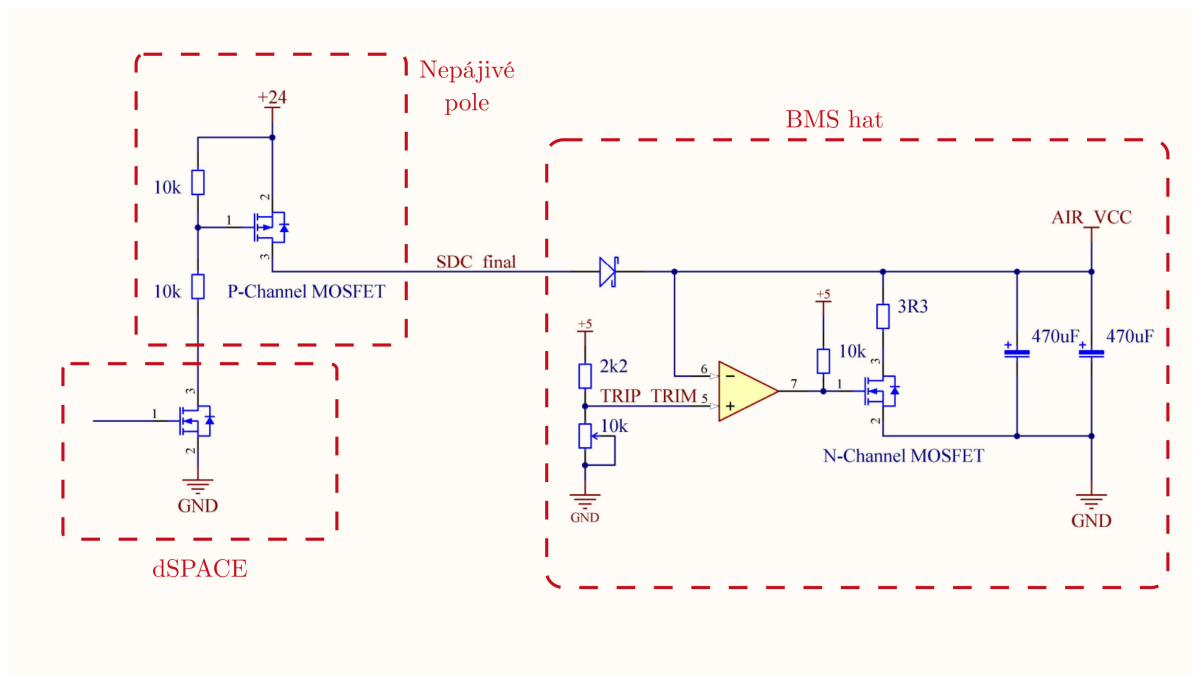 Nepájivé
pole
+24
10k
2
1
3
10k
P-Channel MOSFET
3
1
2
GND
dSPACE
SDC_final
BMS hat
AIR_VCC
+5
3R3
470uF
470uF
+5
10k
2k2
6
3
TRIP_TRIM
5
7
1
10k
2
N-Channel MOSFET
GND
GND